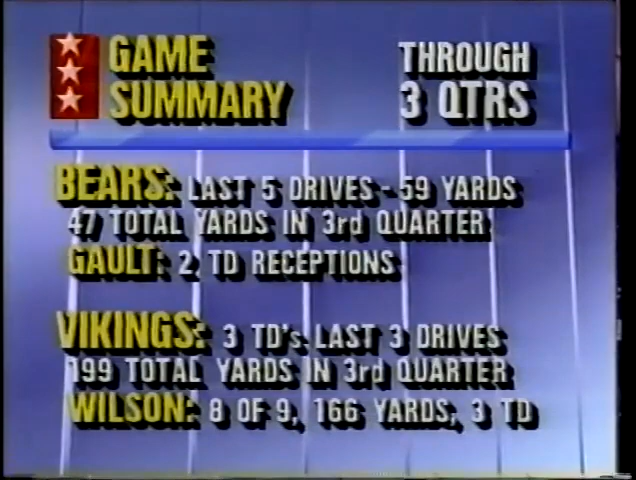 GAME
SUMMARY
THROUGH
3 QTRS
BEARS: LAST 5 DRIVES - 59 YARDS
47 TOTAL YARDS IN 3rd QUARTER
GAULT: 2 TD RECEPTIONS
VIKINGS: 3 TD's LAST 3 DRIVES
199 TOTAL YARDS IN 3rd QUARTER
WILSON: 8 OF 9, 166 YARDS, 3 TD